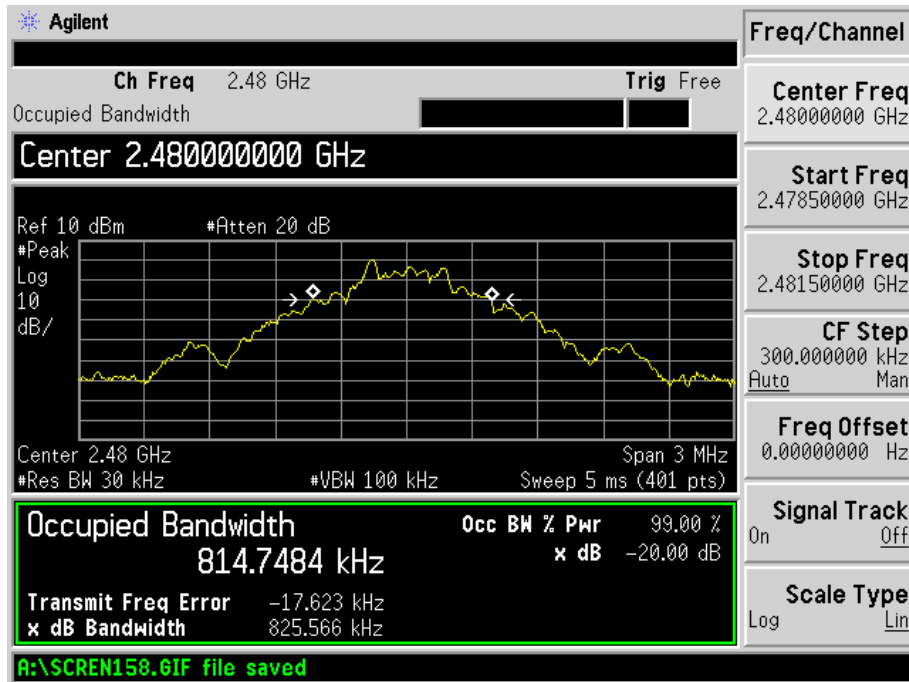 Agilent
Ch Freq 2.48 GHz Trig Free
Occupied Bandwidth
Center 2.480000000 GHz
Ref 10 dBm #Atten 20 dB
#Peak
Log
10
dB/
Center 2.48 GHz Span 3 MHz
#Res BW 30 kHz #VBW 100 kHz Sweep 5 ms (401 pts)
Occupied Bandwidth Occ BW % Pwr 99.00 %
814.7484 kHz x dB -20.00 dB
Transmit Freq Error -17.623 kHz
x dB Bandwidth 825.566 kHz
A:\SCREN158.GIF file saved
Freq/Channel
Center Freq
2.48000000 GHz
Start Freq
2.47850000 GHz
Stop Freq
2.48150000 GHz
CF Step
300.000000 kHz
Auto Man
Freq Offset
0.00000000 Hz
Signal Track
On Off
Scale Type
Log Lin